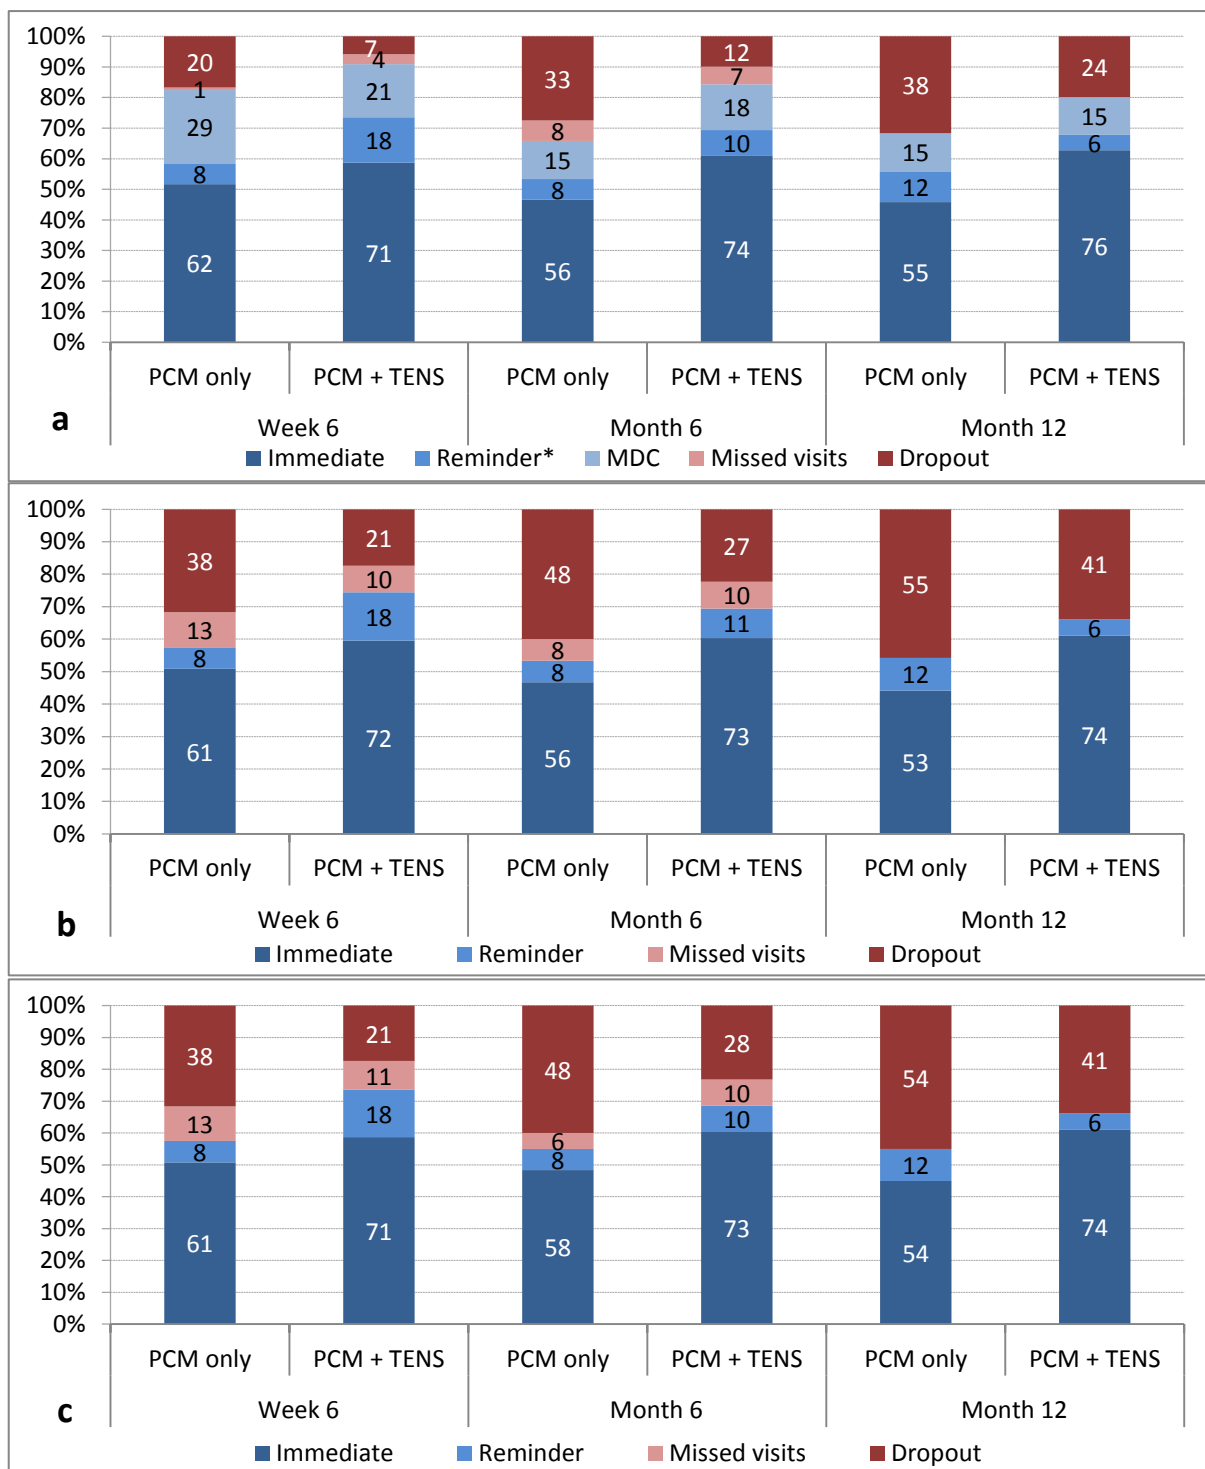 100%
90%
80%
70%
60%
50%
40%
30%
20%
10%
0%
20 7 33 12 38 24
1 4 8 7
29 21 15 18 15 15
8 18 8 10 12 6
62 71 56 74 55 76
PCM only PCM + TENS PCM only PCM + TENS PCM only PCM + TENS
a Week 6 Month 6 Month 12
Immediate Reminder* MDC Missed visits Dropout
100%
90%
80%
70%
60%
50%
40%
30%
20%
10%
0%
38 21 48 27 55 41
13 10 8 10
8 18 8 11 12 6
61 72 56 73 53 74
PCM only PCM + TENS PCM only PCM + TENS PCM only PCM + TENS
b Week 6 Month 6 Month 12
Immediate Reminder Missed visits Dropout
100%
90%
80%
70%
60%
50%
40%
30%
20%
10%
0%
38 21 48 28 54 41
13 11 6 10
8 18 8 10 12 6
61 71 58 73 54 74
PCM only PCM + TENS PCM only PCM + TENS PCM only PCM + TENS
c Week 6 Month 6 Month 12
Immediate Reminder Missed visits Dropout